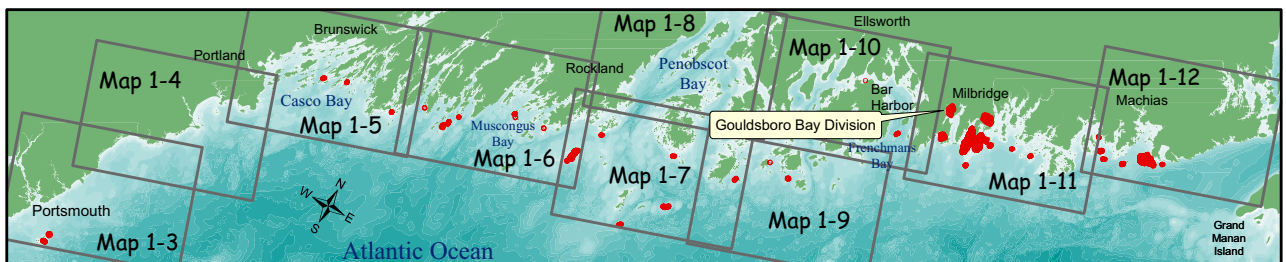 Map 1-8
Ellsworth
Brunswick
Map 1-10
Portland
Map 1-4
Rockland
Penobscot
Bay
Map 1-12
Bar
Harbor
Milbridge
Machias
Casco Bay
Map 1-5
Gouldsboro Bay Division
Muscongus
Bay
Map 1-6
Frenchmans
Bay
Map 1-7
Map 1-11
N
W
E
S
Portsmouth
Map 1-3
Map 1-9
Atlantic Ocean
Grand
Manan
Island